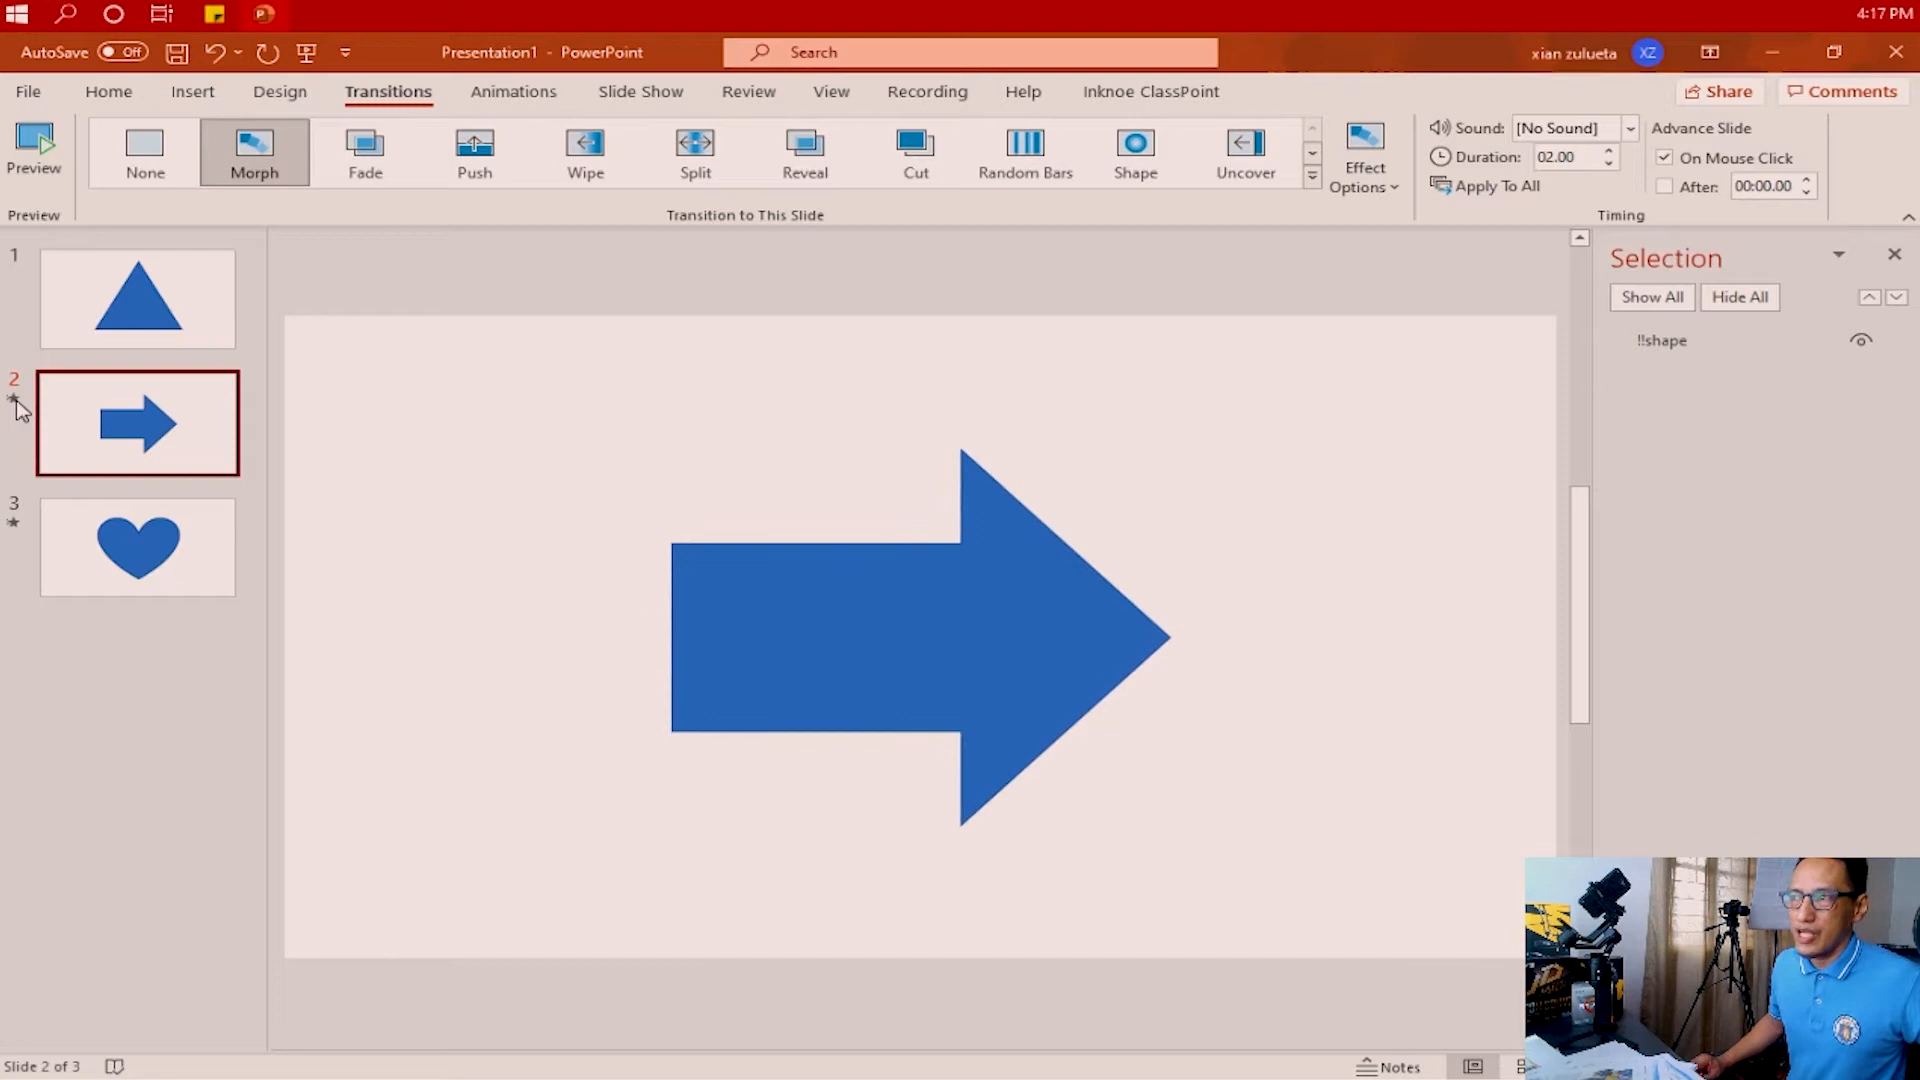 4:17 PM
AutoSave Off
Presentation1 - PowerPoint
Search
xian zulueta XZ
File Home Insert Design Transitions Animations Slide Show Review View Recording Help Inknoe ClassPoint Share Comments
Preview
None Morph Fade Push Wipe Split Reveal Cut Random Bars Shape Uncover
Effect Options
Sound: [No Sound]
Duration: 02.00
Apply To All
Advance Slide
On Mouse Click
After: 00:00.00
Preview
Transition to This Slide
Timing
1
2
3
Selection
Show All Hide All
!!shape
Slide 2 of 3
Notes